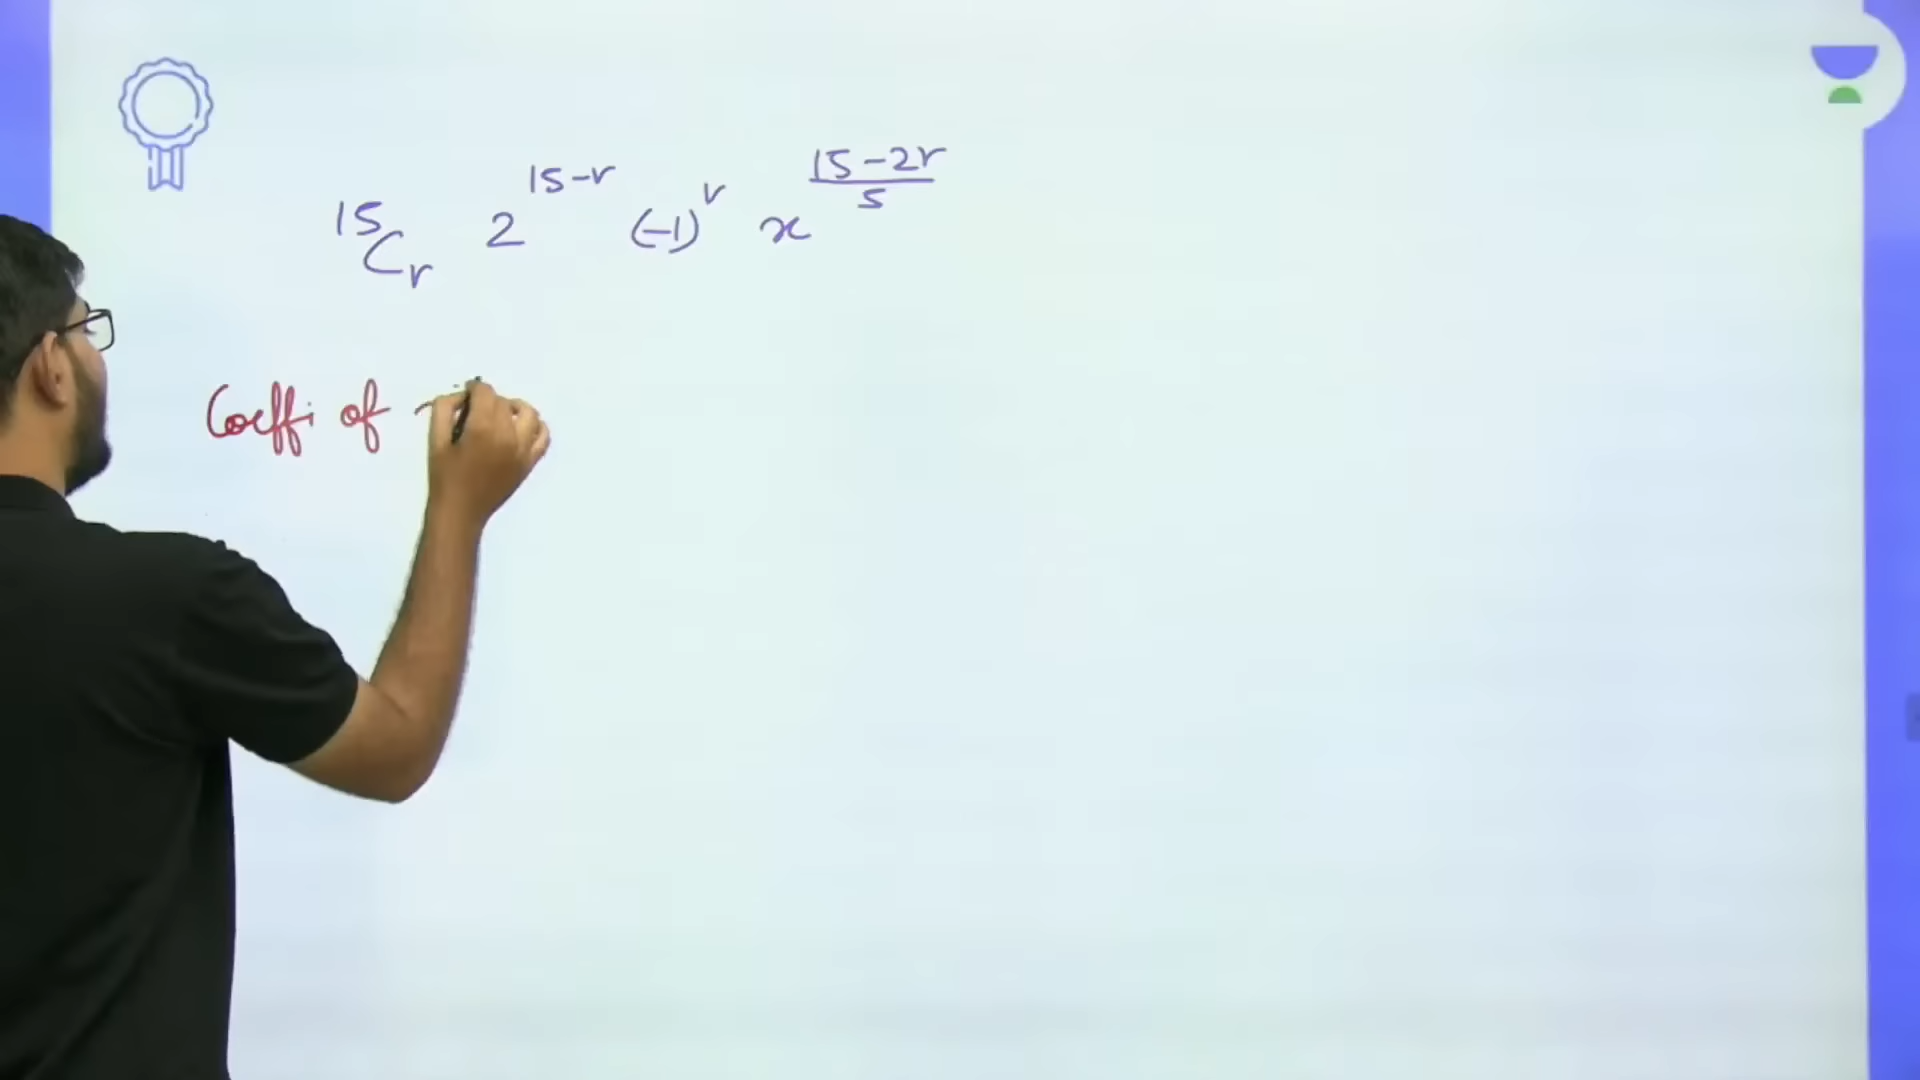 ¹⁵Cᵣ 2^(15-r) (-1)^r x^((15-2r)/5)
Coeffi of